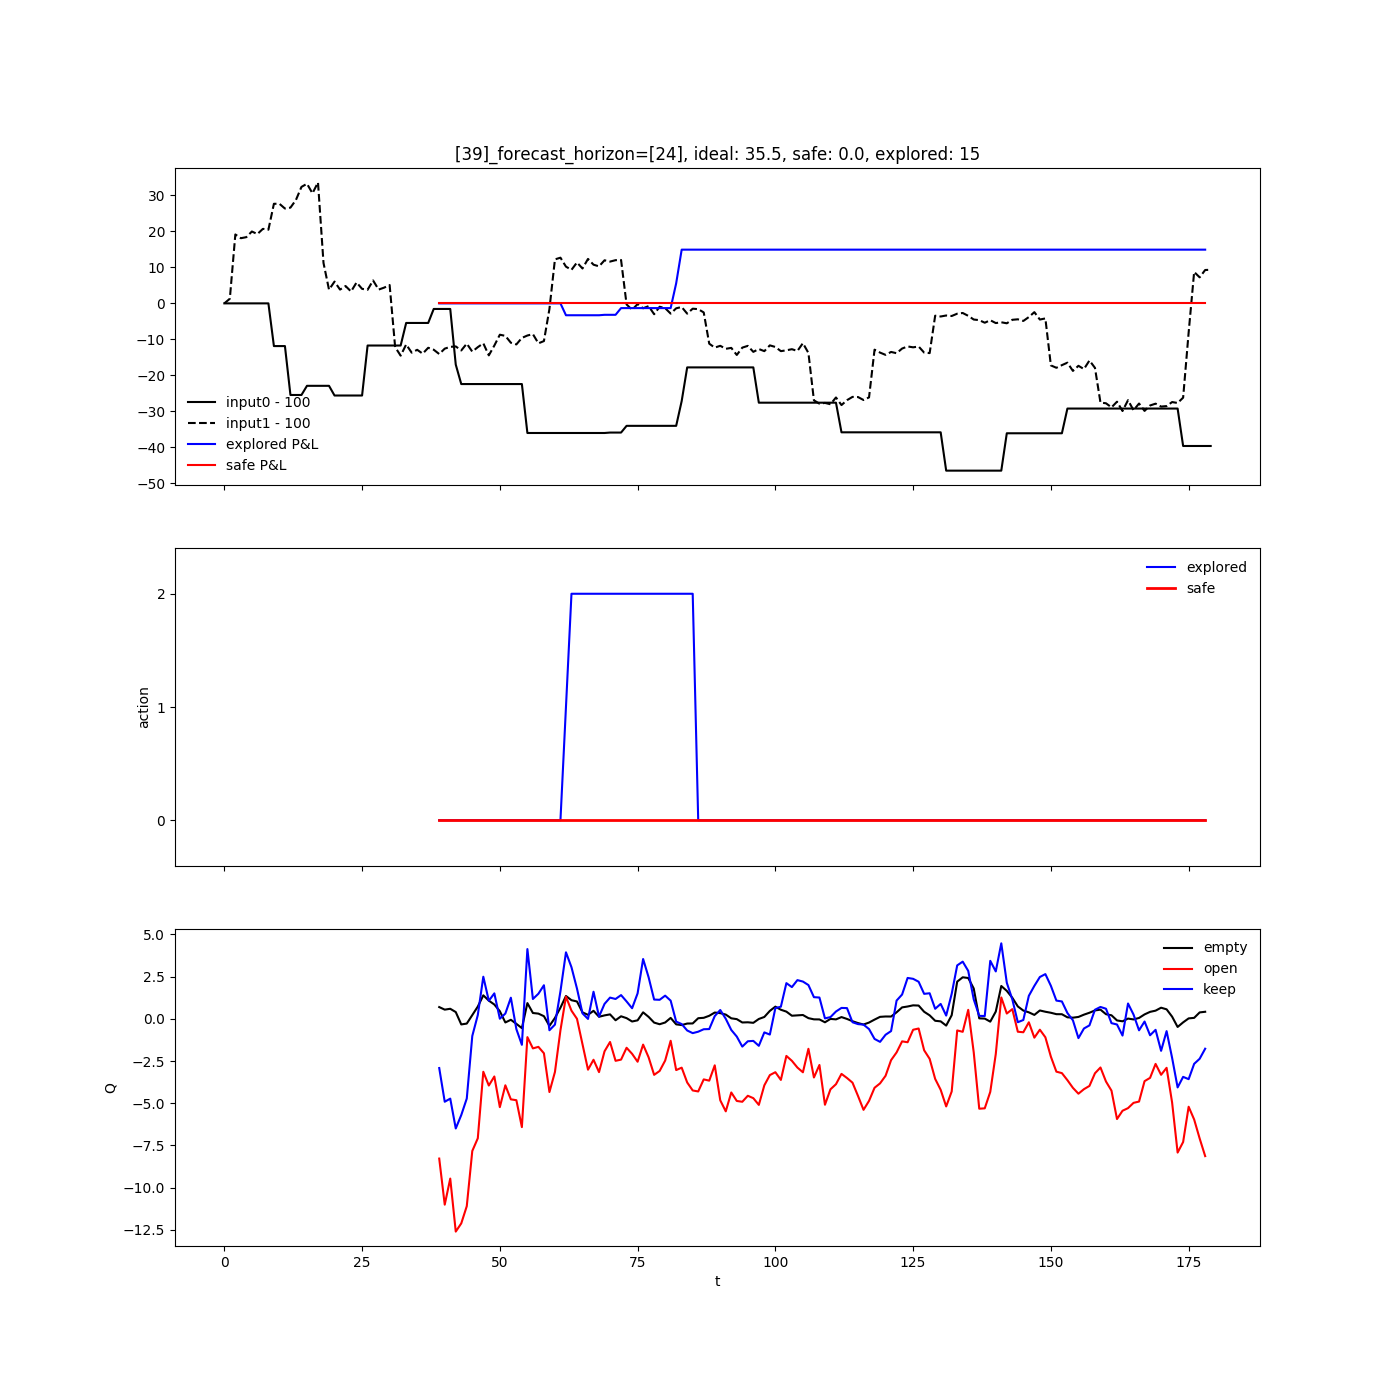 [39]_forecast_horizon=[24], ideal: 35.5, safe: 0.0, explored: 15
30
20
10
0
−10
−20
−30
−40
−50
input0 - 100
input1 - 100
explored P&L
safe P&L
action
2
1
0
explored
safe
Q
5.0
2.5
0.0
−2.5
−5.0
−7.5
−10.0
−12.5
empty
open
keep
0 25 50 75 100 125 150 175
t